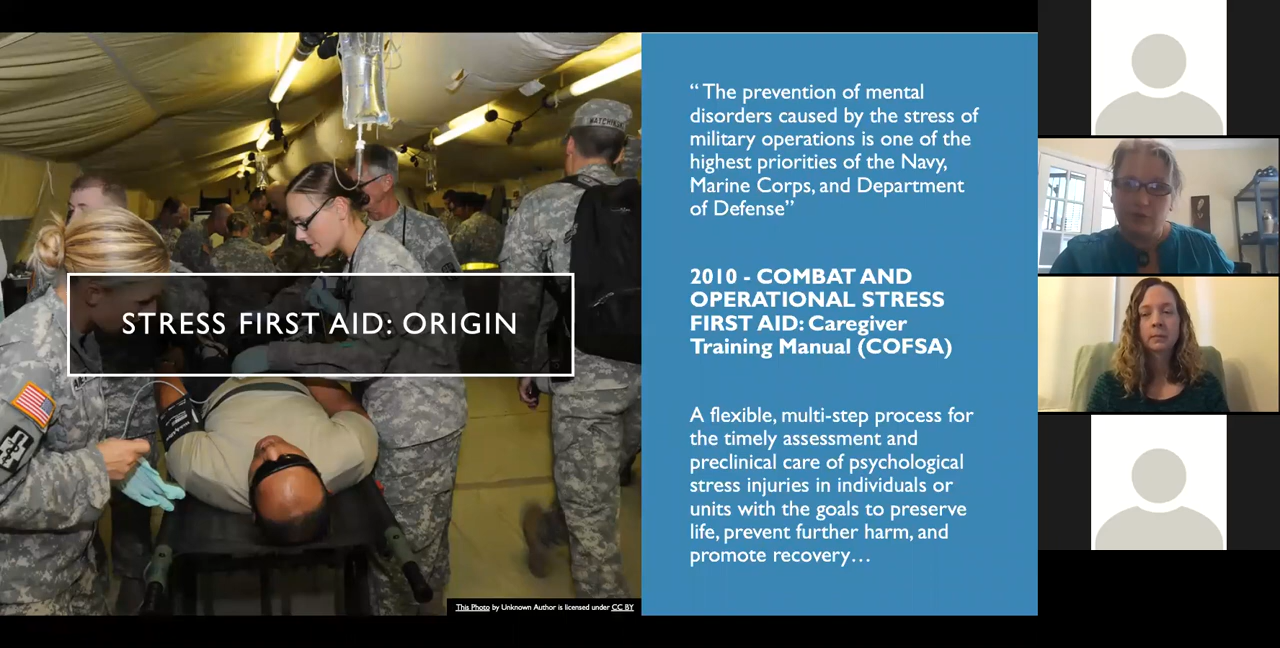 “ The prevention of mental
disorders caused by the stress of
military operations is one of the
highest priorities of the Navy,
Marine Corps, and Department
of Defense”
2010 - COMBAT AND
OPERATIONAL STRESS
FIRST AID: Caregiver
Training Manual (COFSA)
A flexible, multi-step process for
the timely assessment and
preclinical care of psychological
stress injuries in individuals or
units with the goals to preserve
life, prevent further harm, and
promote recovery…
STRESS FIRST AID: ORIGIN
This Photo by Unknown Author is licensed under CC BY